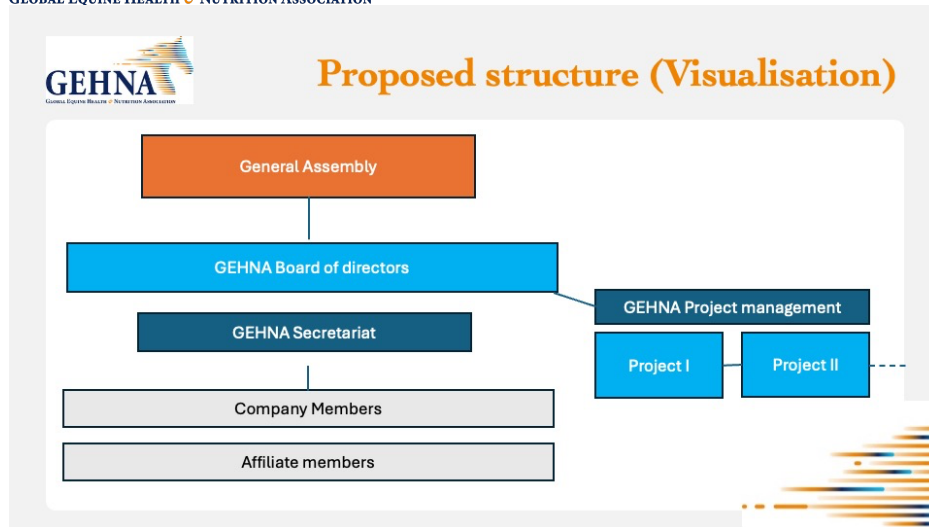 GLOBAL EQUINE HEALTH & NUTRITION ASSOCIATION
GEHNA
GLOBAL EQUINE HEALTH & NUTRITION ASSOCIATION
Proposed structure (Visualisation)
General Assembly
GEHNA Board of directors
GEHNA Project management
GEHNA Secretariat
Project I
Project II
Company Members
Affiliate members